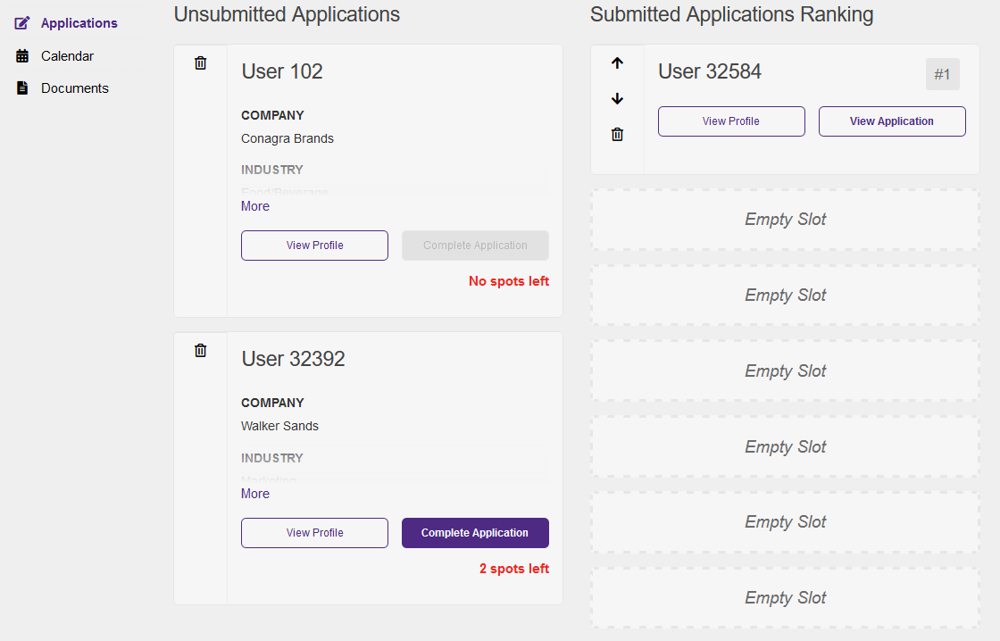 Applications
Calendar
Documents
Unsubmitted Applications
User 102
COMPANY
Conagra Brands
INDUSTRY
Food/Beverage
More
View Profile
Complete Application
No spots left
User 32392
COMPANY
Walker Sands
INDUSTRY
Marketing
More
View Profile
Complete Application
2 spots left
Submitted Applications Ranking
User 32584
#1
View Profile
View Application
Empty Slot
Empty Slot
Empty Slot
Empty Slot
Empty Slot
Empty Slot